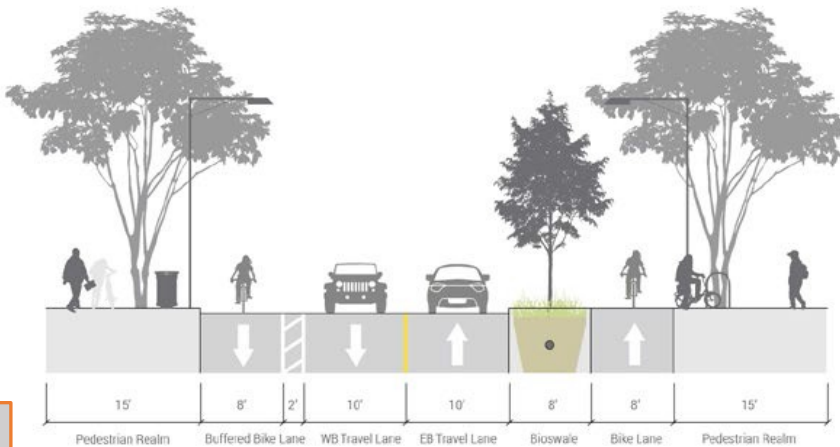 15' 8' 2' 10' 10' 8' 8' 15'
Pedestrian Realm Buffered Bike Lane WB Travel Lane EB Travel Lane Bioswale Bike Lane Pedestrian Realm